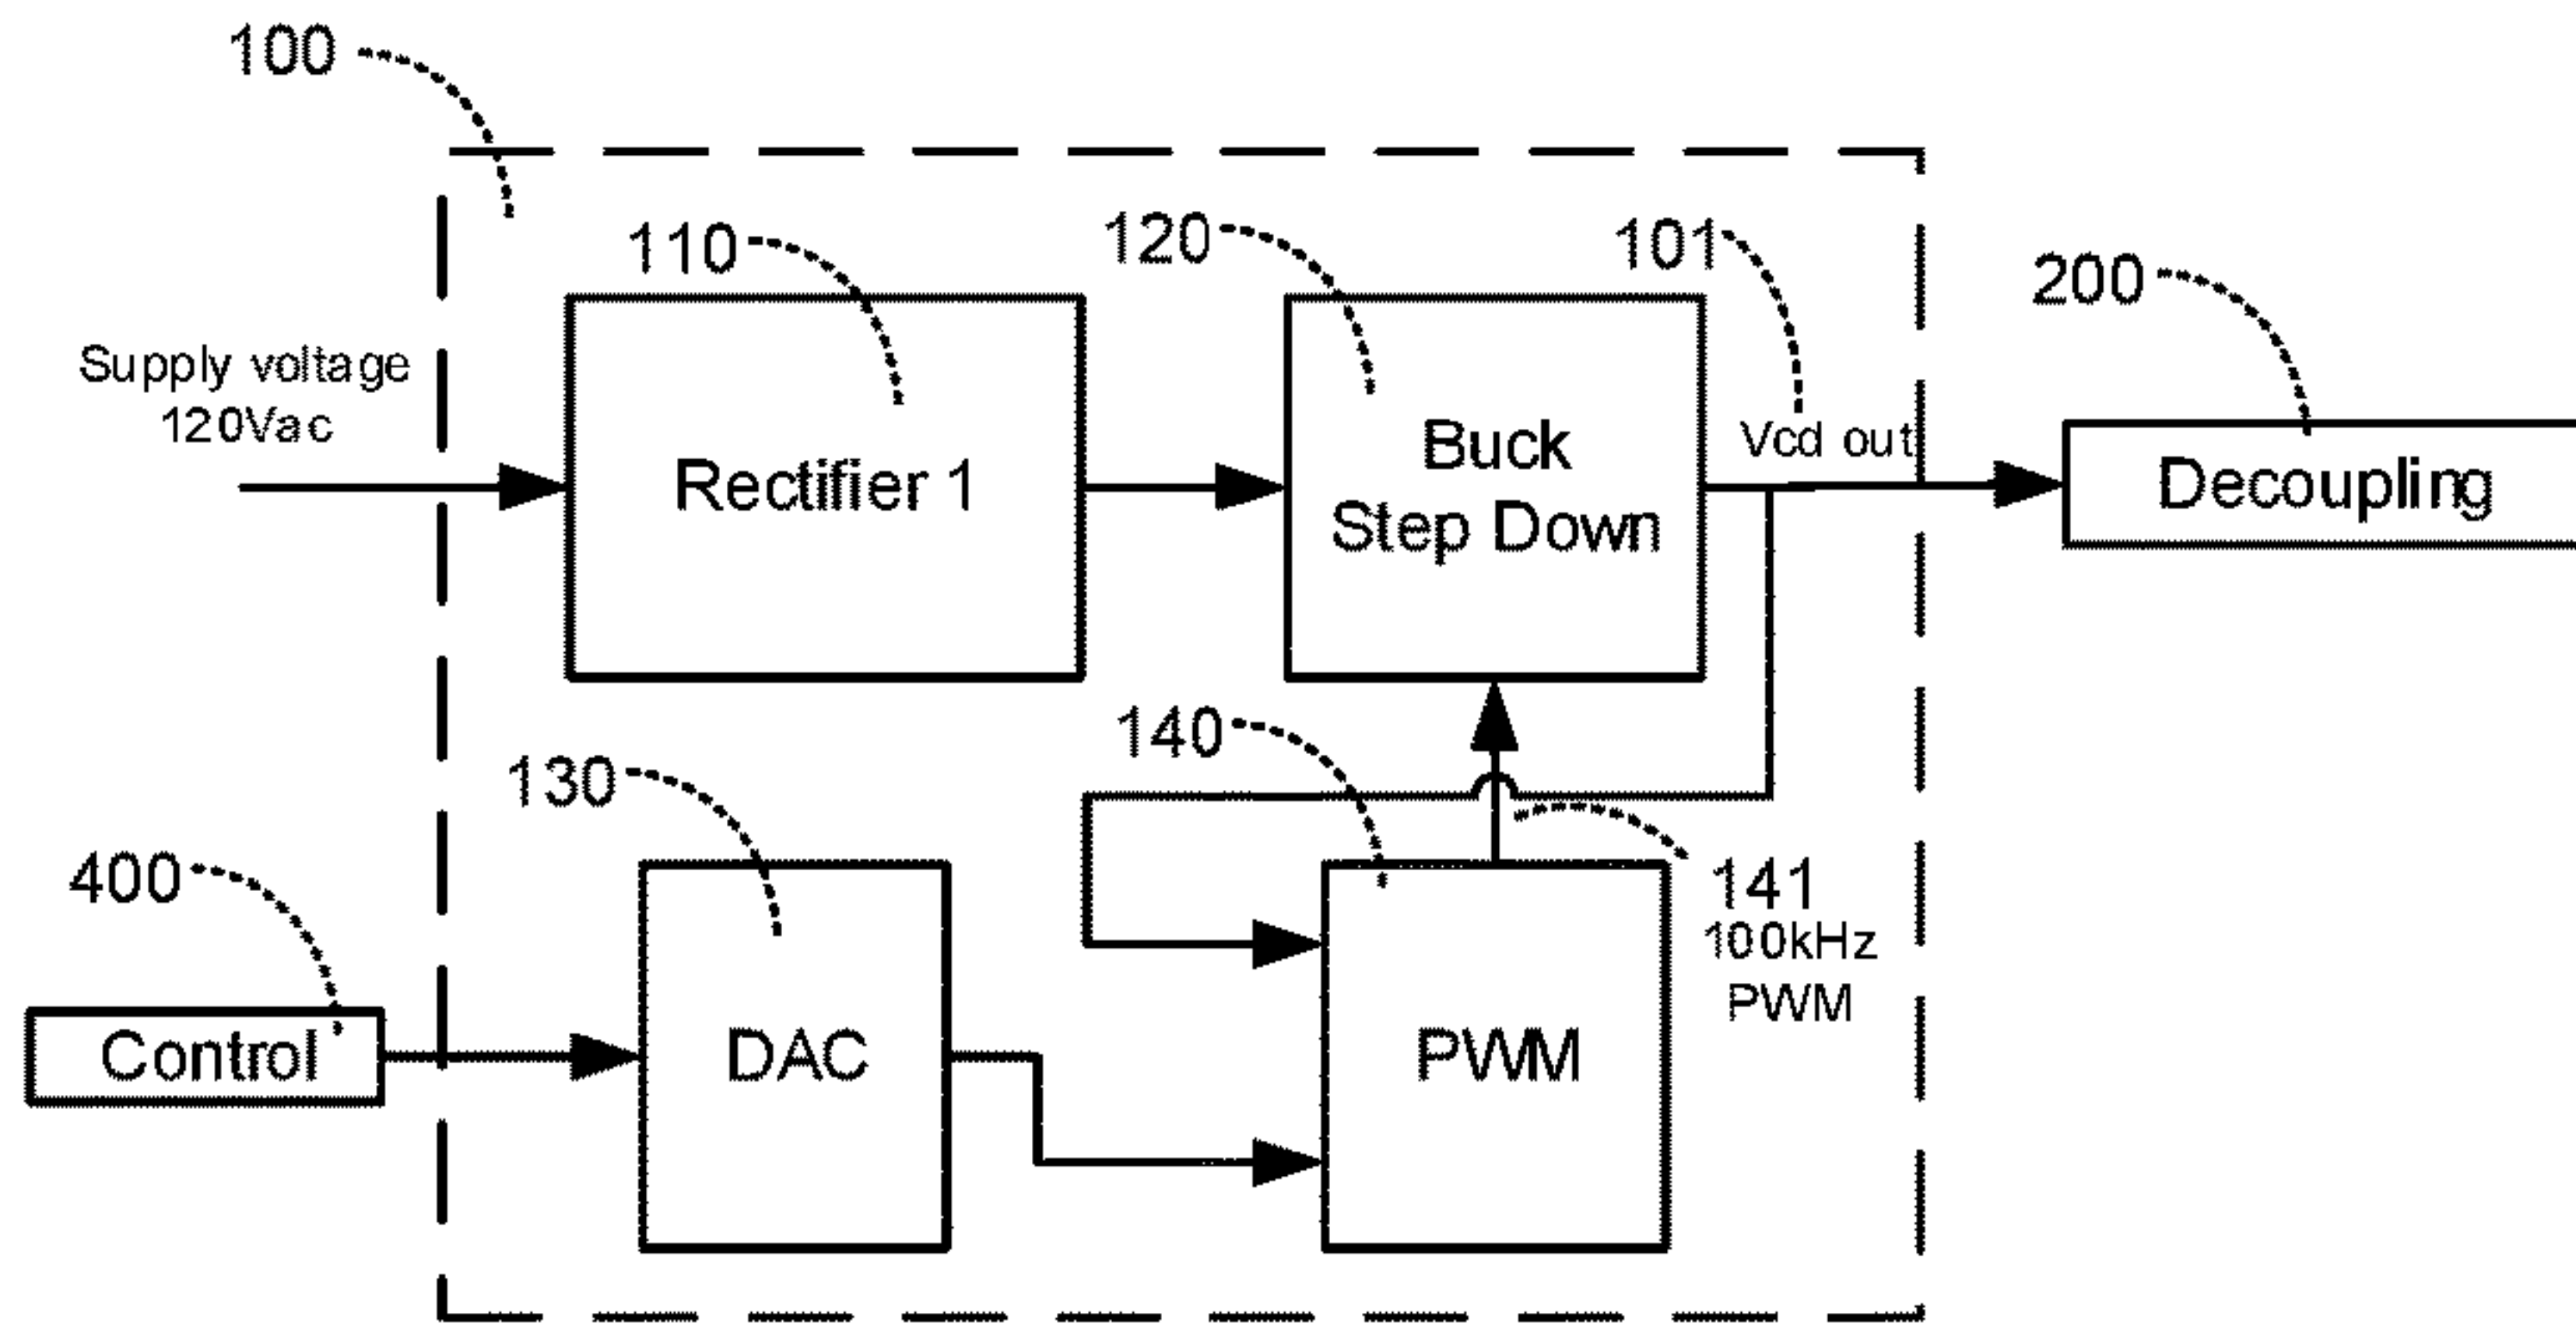 100
110
120
101
200
Supply voltage
120Vac
Rectifier 1
Buck
Step Down
Vcd out
Decoupling
130
140
400
141
100kHz
PWM
Control
DAC
PWM